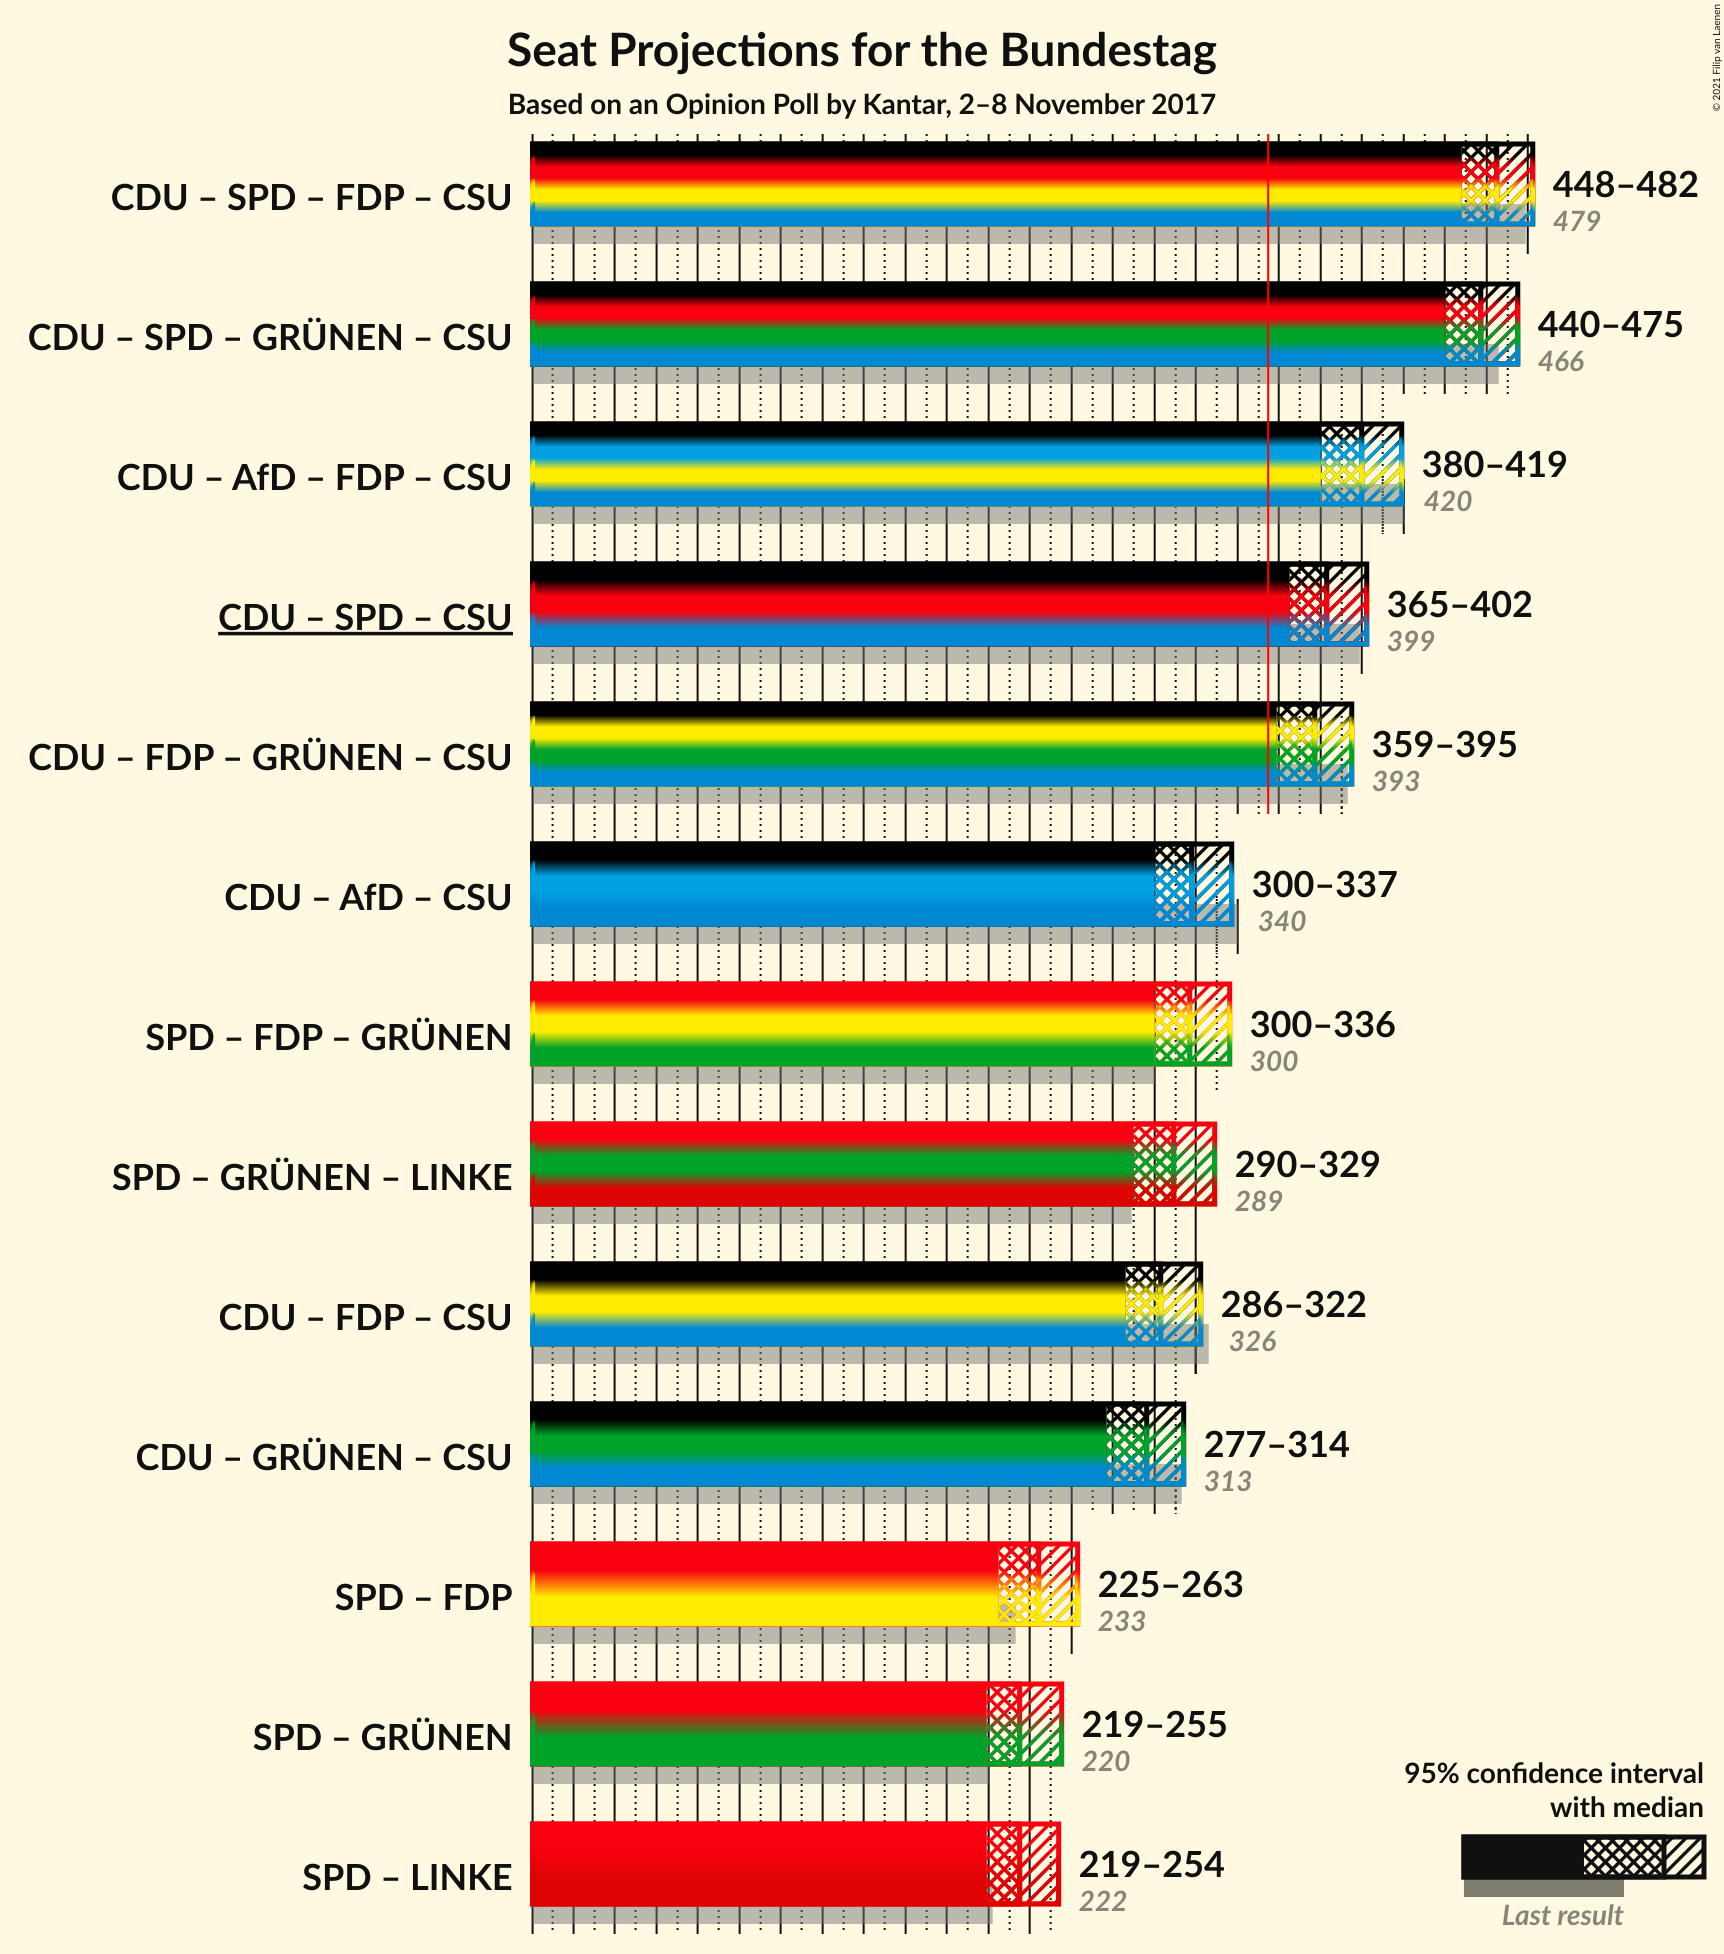 Seat Projections for the Bundestag
Based on an Opinion Poll by Kantar, 2–8 November 2017
© 2021 Filip van Laenen
CDU – SPD – FDP – CSU
448–482
479
CDU – SPD – GRÜNEN – CSU
440–475
466
CDU – AfD – FDP – CSU
380–419
420
CDU – SPD – CSU
365–402
399
CDU – FDP – GRÜNEN – CSU
359–395
393
CDU – AfD – CSU
300–337
340
SPD – FDP – GRÜNEN
300–336
300
SPD – GRÜNEN – LINKE
290–329
289
CDU – FDP – CSU
286–322
326
CDU – GRÜNEN – CSU
277–314
313
SPD – FDP
225–263
233
SPD – GRÜNEN
219–255
220
SPD – LINKE
219–254
222
95% confidence interval
with median
Last result